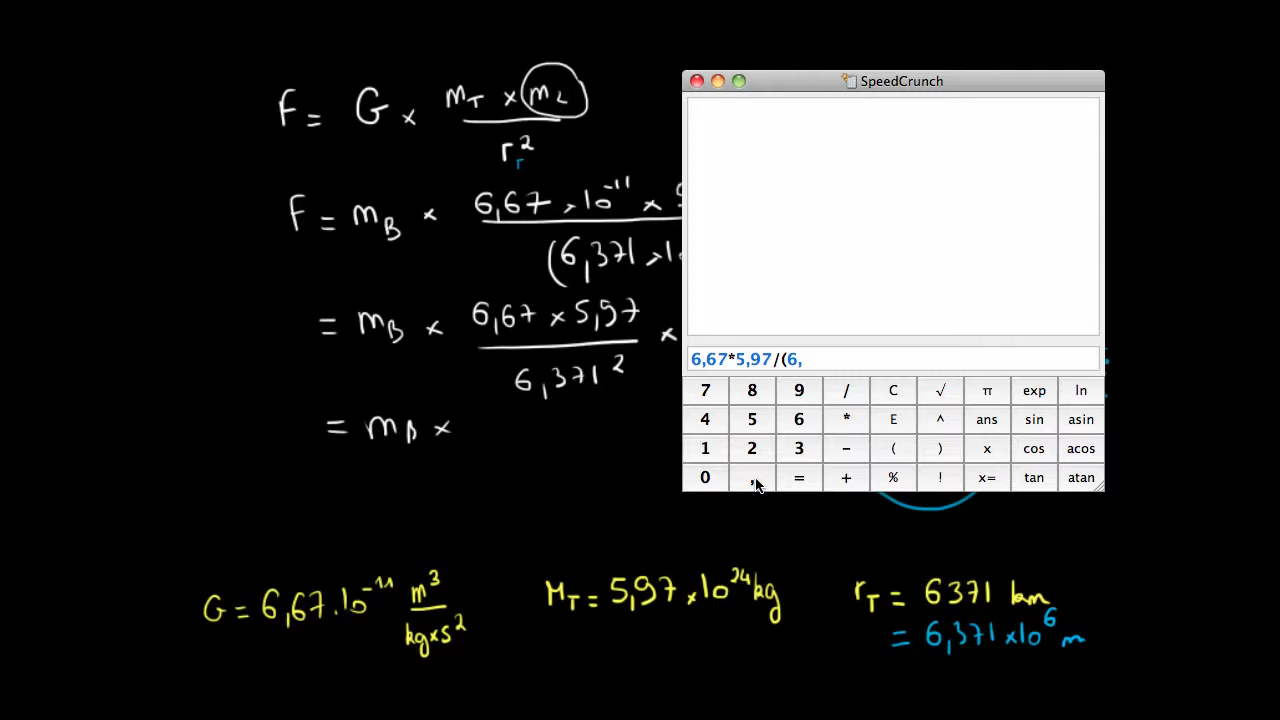 F = G × m_T × m_L / r_r²
F = m_B × 6,67 × 10⁻¹¹ × / (6,371 × 10
= m_B × 6,67 × 5,97 / 6,371² ×
= m_B ×
SpeedCrunch
6,67*5,97/(6,
7 8 9 / C √ π exp ln
4 5 6 * E ^ ans sin asin
1 2 3 - ( ) x cos acos
0 , = + % ! x= tan atan
G = 6,67.10⁻¹¹ m³ / kg×s²
M_T = 5,97 × 10²⁴ kg
r_T = 6371 km
= 6,371×10⁶ m